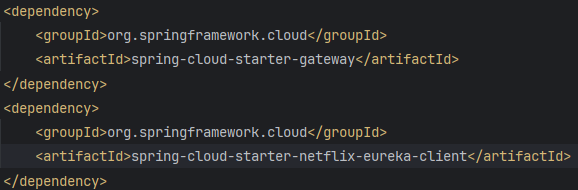 <dependency>
    <groupId>org.springframework.cloud</groupId>
    <artifactId>spring-cloud-starter-gateway</artifactId>
</dependency>
<dependency>
    <groupId>org.springframework.cloud</groupId>
    <artifactId>spring-cloud-starter-netflix-eureka-client</artifactId>
</dependency>